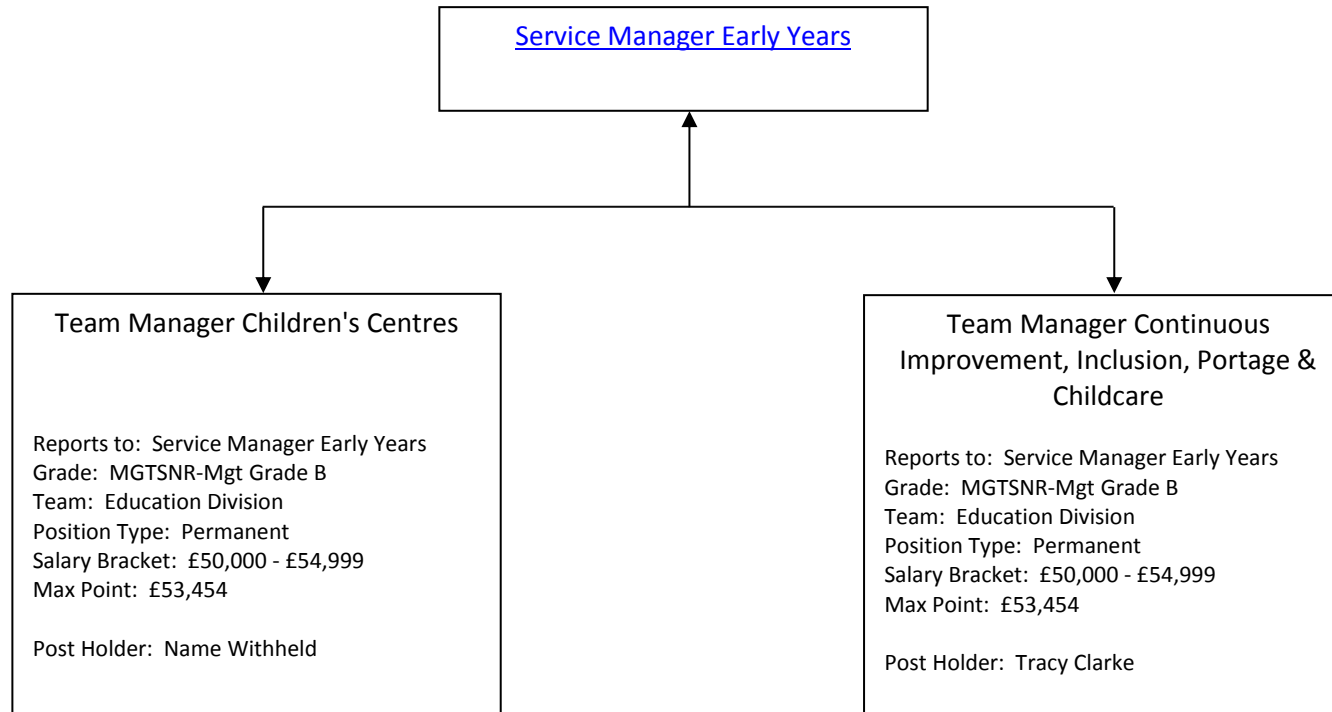 Service Manager Early Years
Team Manager Children's Centres
Reports to: Service Manager Early Years
Grade: MGTSNR-Mgt Grade B
Team: Education Division
Position Type: Permanent
Salary Bracket: £50,000 - £54,999
Max Point: £53,454
Post Holder: Name Withheld
Team Manager Continuous
Improvement, Inclusion, Portage &
Childcare
Reports to: Service Manager Early Years
Grade: MGTSNR-Mgt Grade B
Team: Education Division
Position Type: Permanent
Salary Bracket: £50,000 - £54,999
Max Point: £53,454
Post Holder: Tracy Clarke